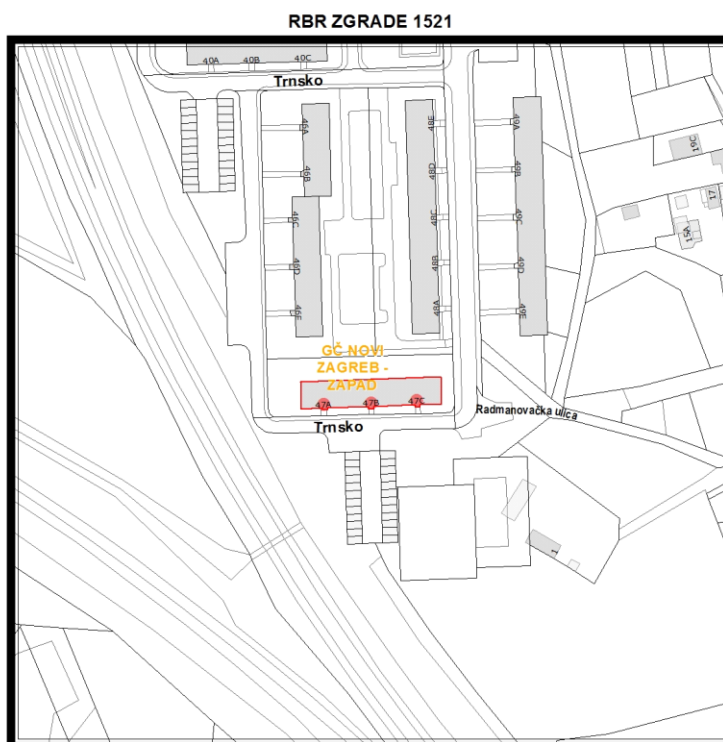 RBR ZGRADE 1521
40A
40B
40C
Trnsko
46A
46B
46C
46D
46E
48E
48D
48C
48B
48A
49A
49B
49C
49D
49E
19C
17
15A
GČ NOVI
ZAGREB -
ZAPAD
47A
47B
47C
Trnsko
Radmanovačka ulica
1